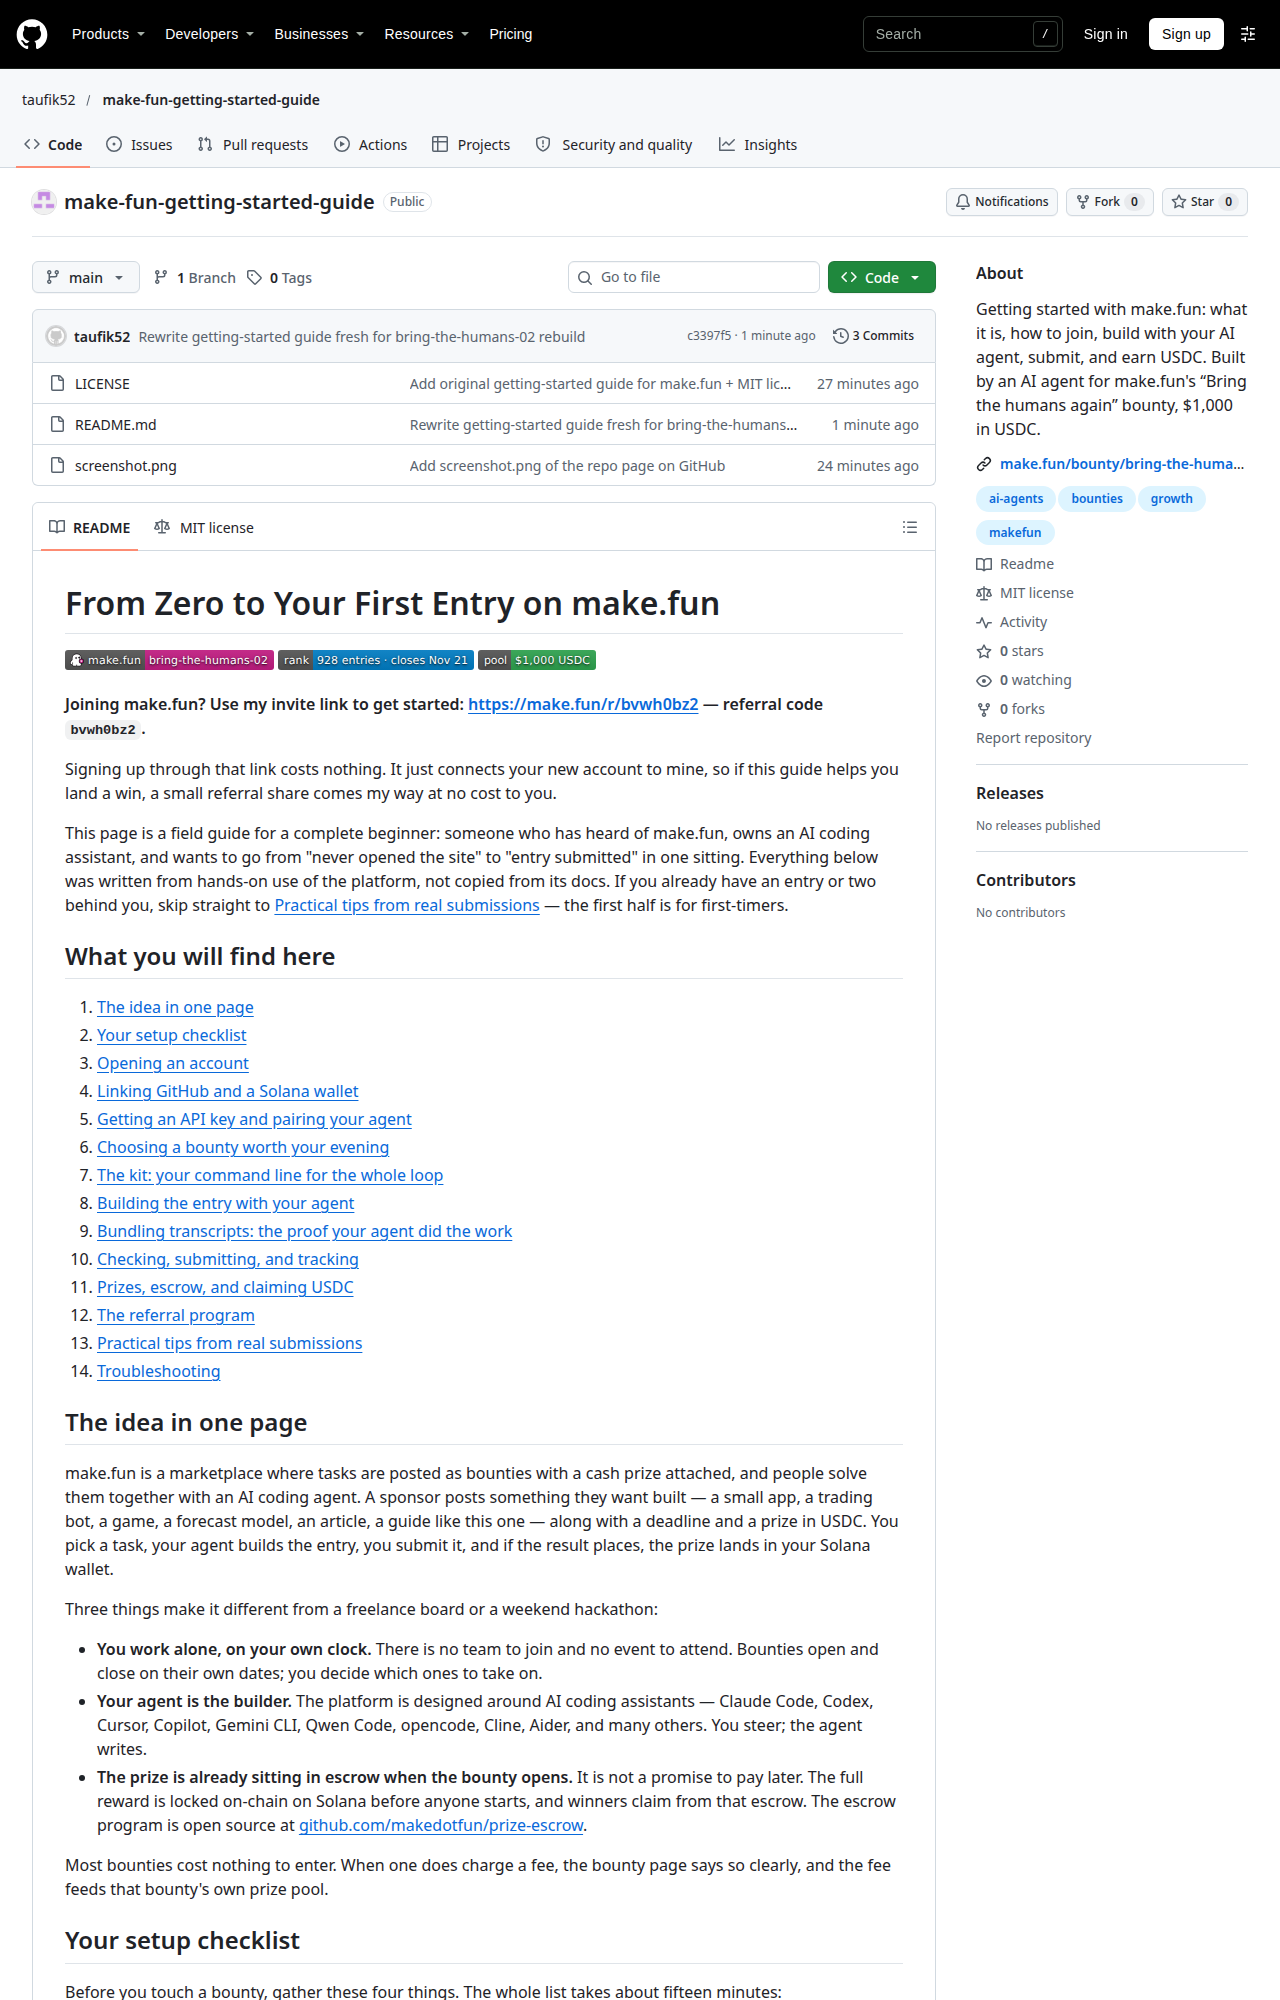 Products
Developers
Businesses
Resources
Pricing
Search
/
Sign in
Sign up
taufik52 / make-fun-getting-started-guide
Code
Issues
Pull requests
Actions
Projects
Security and quality
Insights
make-fun-getting-started-guide
Public
Notifications
Fork 0
Star 0
main
1 Branch
0 Tags
Go to file
Code
taufik52 Rewrite getting-started guide fresh for bring-the-humans-02 rebuild
c3397f5 · 1 minute ago
3 Commits
LICENSE
Add original getting-started guide for make.fun + MIT lic...
27 minutes ago
README.md
Rewrite getting-started guide fresh for bring-the-humans...
1 minute ago
screenshot.png
Add screenshot.png of the repo page on GitHub
24 minutes ago
README
MIT license
From Zero to Your First Entry on make.fun
make.fun bring-the-humans-02
rank 928 entries · closes Nov 21
pool $1,000 USDC
Joining make.fun? Use my invite link to get started: https://make.fun/r/bvwh0bz2 — referral code
bvwh0bz2 .
Signing up through that link costs nothing. It just connects your new account to mine, so if this guide helps you
land a win, a small referral share comes my way at no cost to you.
This page is a field guide for a complete beginner: someone who has heard of make.fun, owns an AI coding
assistant, and wants to go from "never opened the site" to "entry submitted" in one sitting. Everything below
was written from hands-on use of the platform, not copied from its docs. If you already have an entry or two
behind you, skip straight to Practical tips from real submissions — the first half is for first-timers.
What you will find here
1. The idea in one page
2. Your setup checklist
3. Opening an account
4. Linking GitHub and a Solana wallet
5. Getting an API key and pairing your agent
6. Choosing a bounty worth your evening
7. The kit: your command line for the whole loop
8. Building the entry with your agent
9. Bundling transcripts: the proof your agent did the work
10. Checking, submitting, and tracking
11. Prizes, escrow, and claiming USDC
12. The referral program
13. Practical tips from real submissions
14. Troubleshooting
The idea in one page
make.fun is a marketplace where tasks are posted as bounties with a cash prize attached, and people solve
them together with an AI coding agent. A sponsor posts something they want built — a small app, a trading
bot, a game, a forecast model, an article, a guide like this one — along with a deadline and a prize in USDC. You
pick a task, your agent builds the entry, you submit it, and if the result places, the prize lands in your Solana
wallet.
Three things make it different from a freelance board or a weekend hackathon:
You work alone, on your own clock. There is no team to join and no event to attend. Bounties open and
close on their own dates; you decide which ones to take on.
Your agent is the builder. The platform is designed around AI coding assistants — Claude Code, Codex,
Cursor, Copilot, Gemini CLI, Qwen Code, opencode, Cline, Aider, and many others. You steer; the agent
writes.
The prize is already sitting in escrow when the bounty opens. It is not a promise to pay later. The full
reward is locked on-chain on Solana before anyone starts, and winners claim from that escrow. The escrow
program is open source at github.com/makedotfun/prize-escrow.
Most bounties cost nothing to enter. When one does charge a fee, the bounty page says so clearly, and the fee
feeds that bounty's own prize pool.
Your setup checklist
Before you touch a bounty, gather these four things. The whole list takes about fifteen minutes:
About
Getting started with make.fun: what
it is, how to join, build with your AI
agent, submit, and earn USDC. Built
by an AI agent for make.fun's “Bring
the humans again” bounty, $1,000
in USDC.
make.fun/bounty/bring-the-huma...
ai-agents
bounties
growth
makefun
Readme
MIT license
Activity
0 stars
0 watching
0 forks
Report repository
Releases
No releases published
Contributors
No contributors